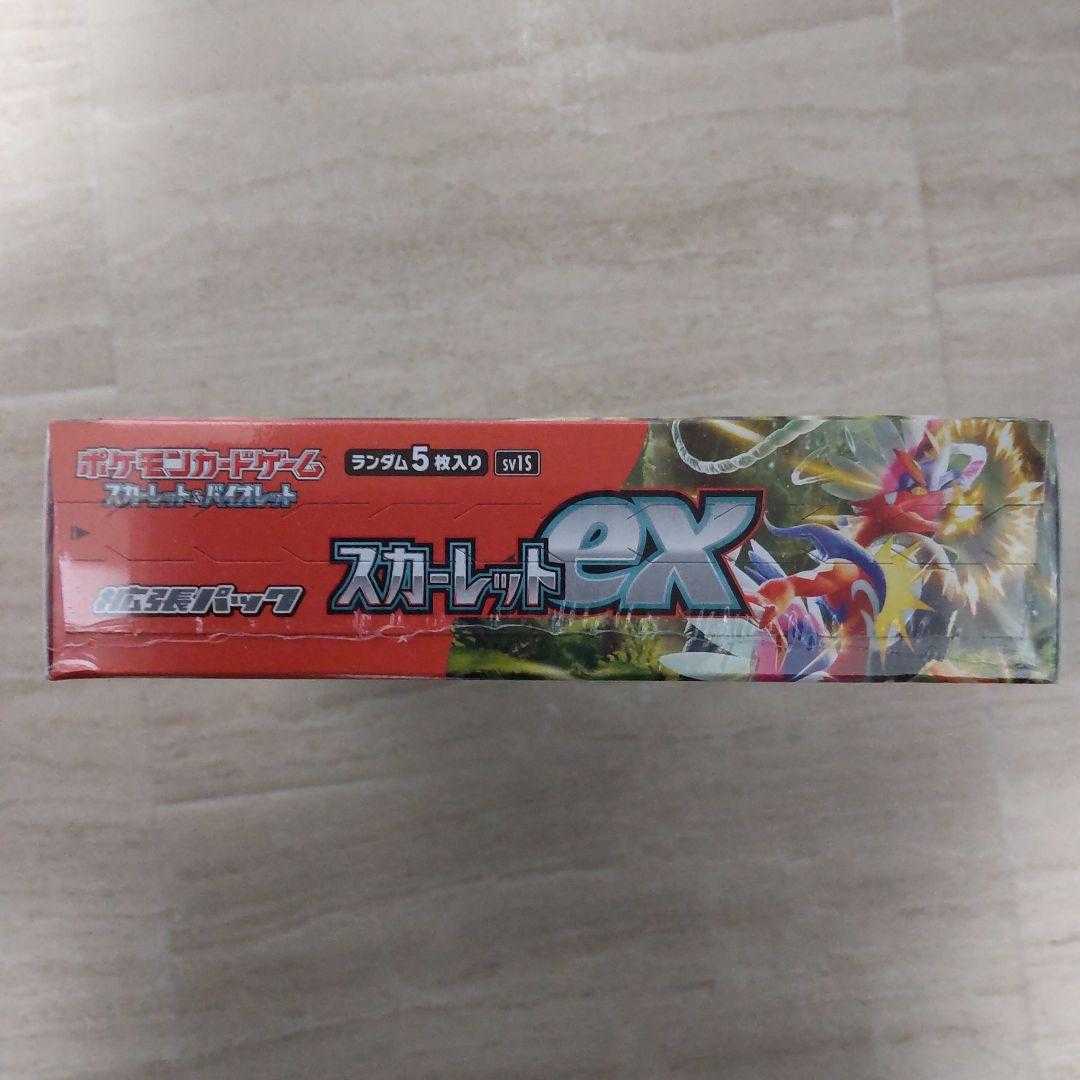 ポケモンカードゲーム
スカーレット&バイオレット
ランダム5枚入り
sv1S
スカーレットex
拡張パック